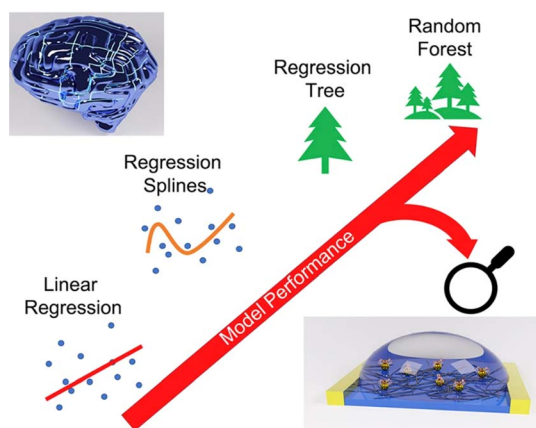 Random
Forest
Regression
Tree
Regression
Splines
Linear
Regression
Model Performance